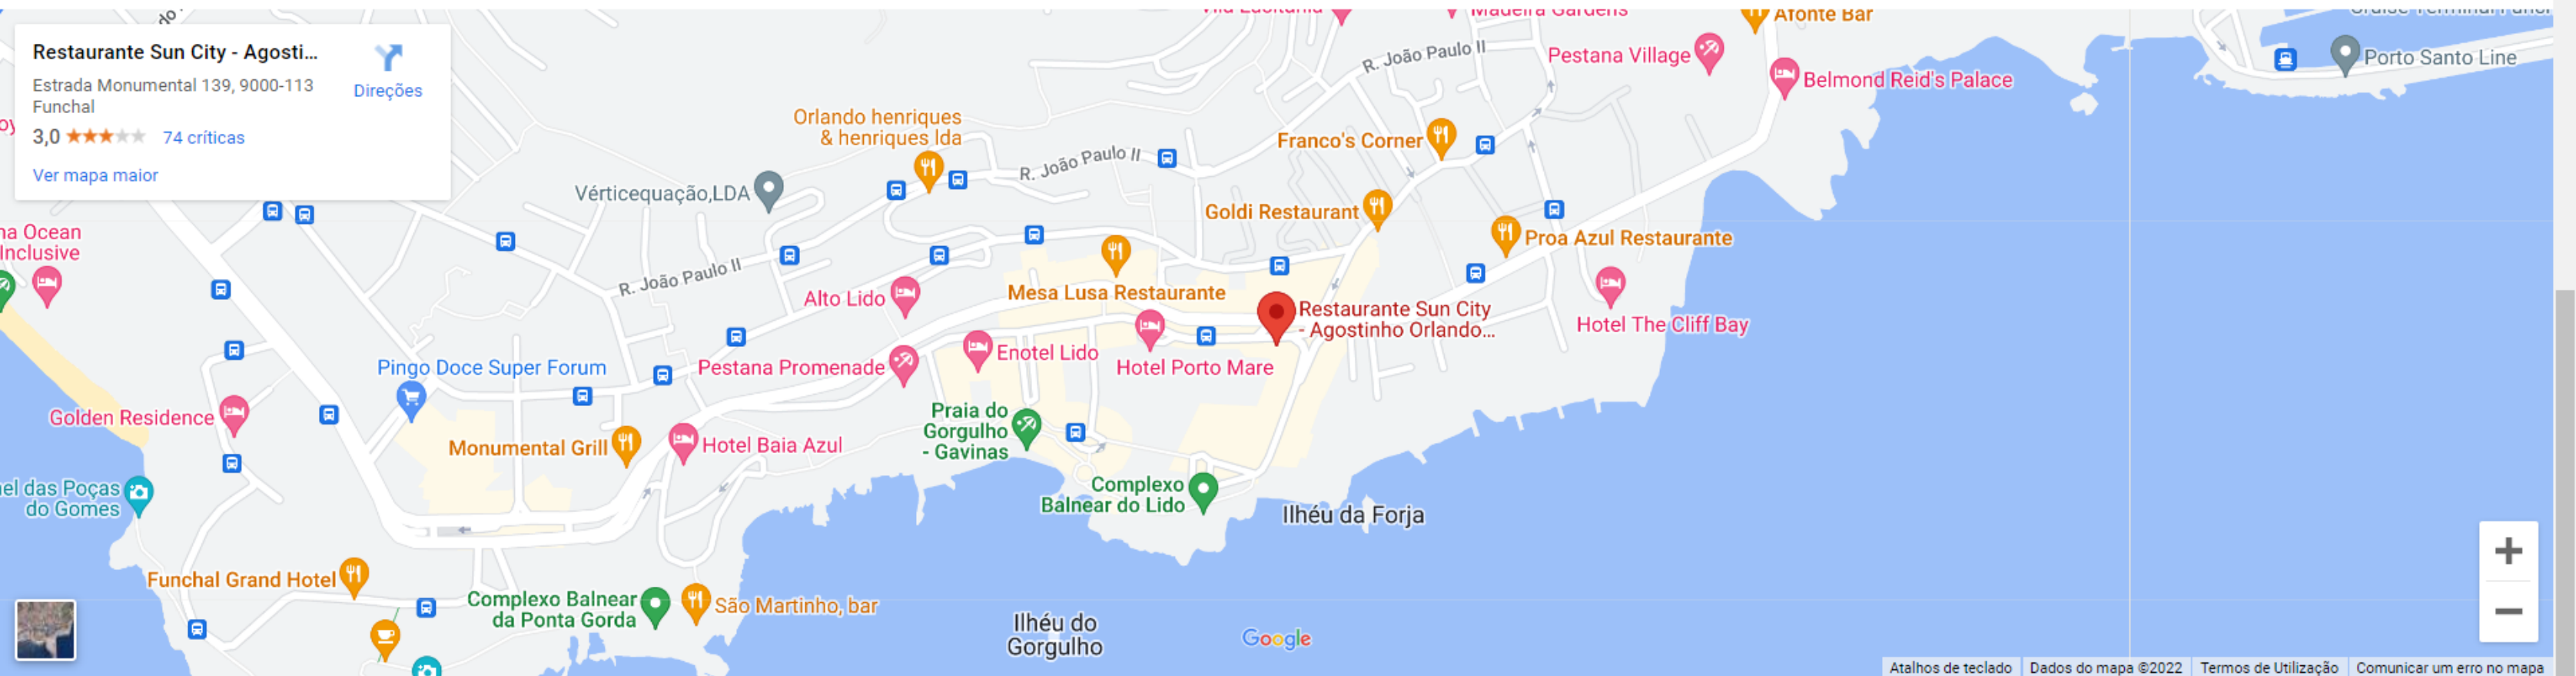 Restaurante Sun City - Agosti...
Estrada Monumental 139, 9000-113
Funchal
3,0
74 críticas
Ver mapa maior
Direções
do
Vila Lusitania
Madeira Gardens
Afonte Bar
Cruise Terminal
R. João Paulo II
Pestana Village
Belmond Reid's Palace
Porto Santo Line
Orlando henriques
& henriques lda
Franco's Corner
R. João Paulo II
Vérticequação,LDA
Goldi Restaurant
Proa Azul Restaurante
na Ocean
Inclusive
R. João Paulo II
Alto Lido
Mesa Lusa Restaurante
Restaurante Sun City
- Agostinho Orlando...
Hotel The Cliff Bay
Enotel Lido
Hotel Porto Mare
Pingo Doce Super Forum
Pestana Promenade
Golden Residence
Praia do
Gorgulho
- Gavinas
Monumental Grill
Hotel Baia Azul
el das Poças
do Gomes
Complexo
Balnear do Lido
Ilhéu da Forja
Funchal Grand Hotel
Complexo Balnear
da Ponta Gorda
São Martinho, bar
Ilhéu do
Gorgulho
Google
Atalhos de teclado
Dados do mapa ©2022
Termos de Utilização
Comunicar um erro no mapa